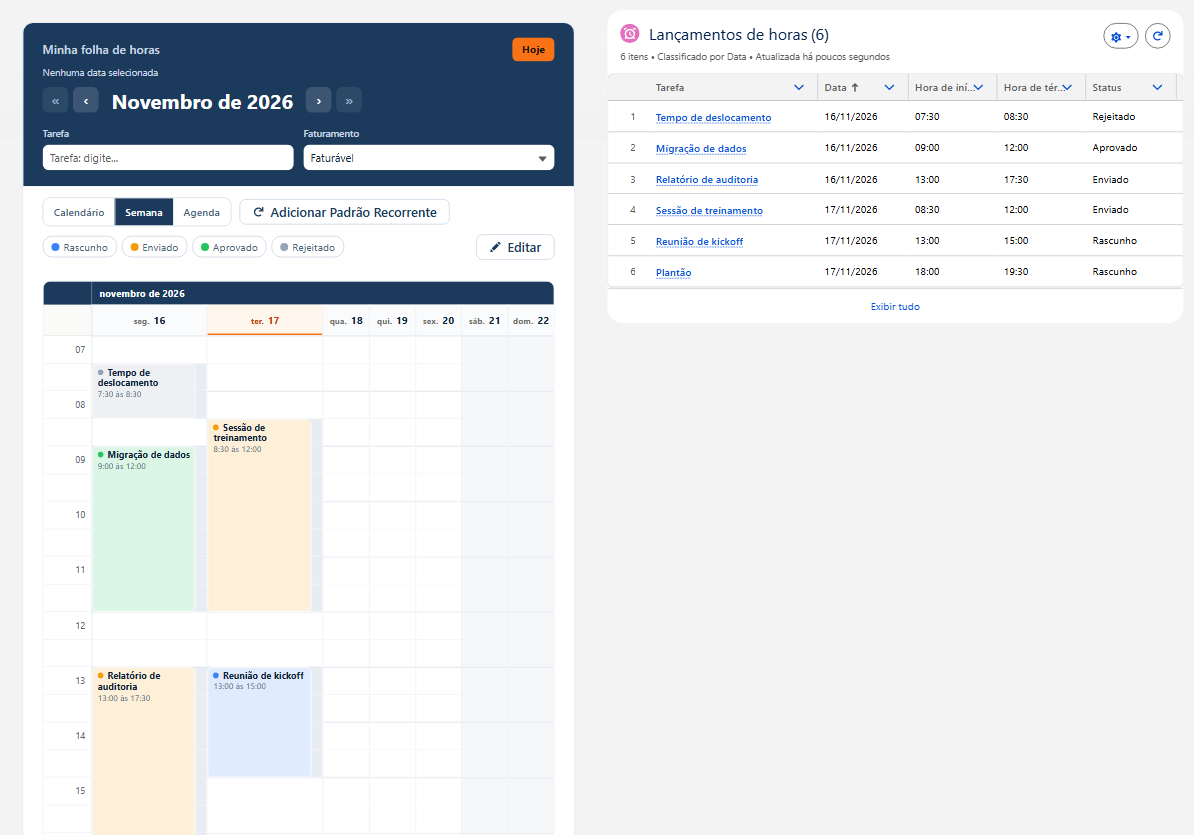 Minha folha de horas
Hoje
Nenhuma data selecionada
« ‹ Novembro de 2026 › »
Tarefa Faturamento
Tarefa: digite... Faturável
Calendário Semana Agenda Adicionar Padrão Recorrente
Rascunho Enviado Aprovado Rejeitado Editar
novembro de 2026
seg. 16 ter. 17 qua. 18 qui. 19 sex. 20 sáb. 21 dom. 22
07
Tempo de
deslocamento
7:30 às 8:30
08
Sessão de
treinamento
8:30 às 12:00
Migração de dados
9:00 às 12:00
09
10
11
12
13
Relatório de
auditoria
13:00 às 17:30
Reunião de kickoff
13:00 às 15:00
14
15
Lançamentos de horas (6)
6 itens • Classificado por Data • Atualizada há poucos segundos
Tarefa Data ↑ Hora de iní... Hora de tér... Status
1 Tempo de deslocamento 16/11/2026 07:30 08:30 Rejeitado
2 Migração de dados 16/11/2026 09:00 12:00 Aprovado
3 Relatório de auditoria 16/11/2026 13:00 17:30 Enviado
4 Sessão de treinamento 17/11/2026 08:30 12:00 Enviado
5 Reunião de kickoff 17/11/2026 13:00 15:00 Rascunho
6 Plantão 17/11/2026 18:00 19:30 Rascunho
Exibir tudo